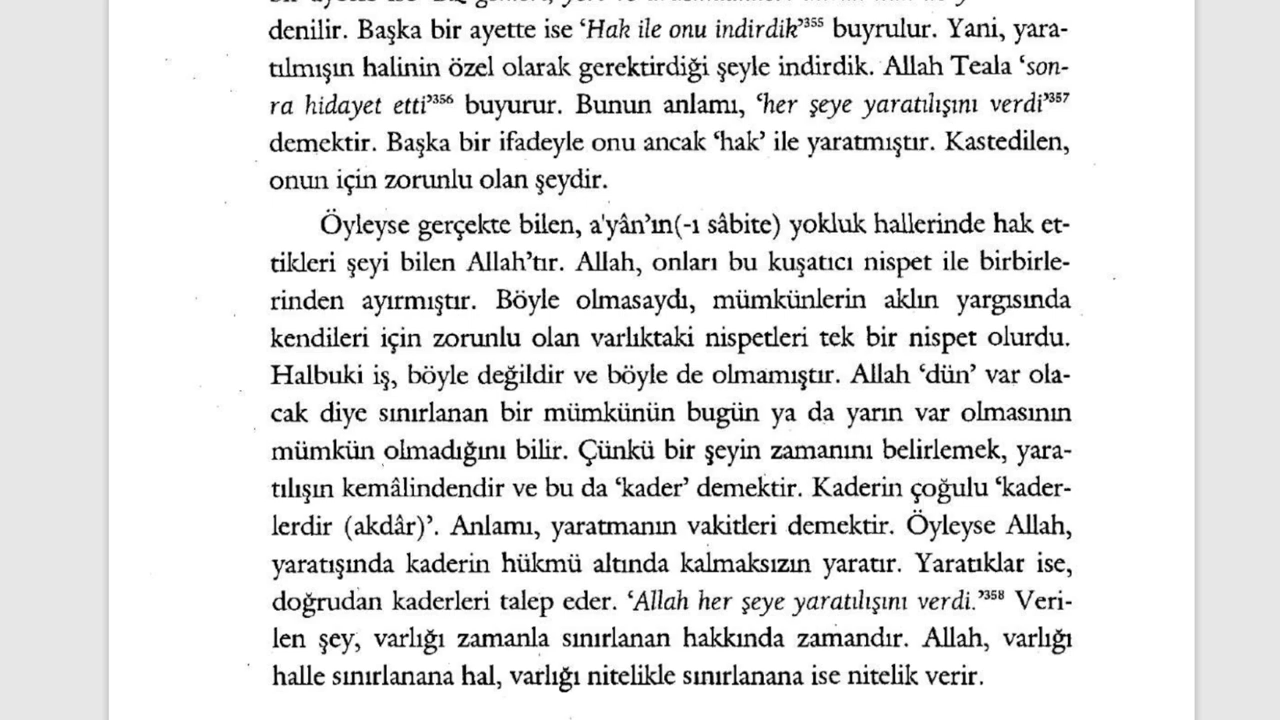 denilir. Başka bir ayette ise ‘Hak ile onu indirdik’³⁵⁵ buyrulur. Yani, yara-
tılmışın halinin özel olarak gerektirdiği şeyle indirdik. Allah Teala ‘son-
ra hidayet etti’³⁵⁶ buyurur. Bunun anlamı, ‘her şeye yaratılışını verdi’³⁵⁷
demektir. Başka bir ifadeyle onu ancak ‘hak’ ile yaratmıştır. Kastedilen,
onun için zorunlu olan şeydir.
Öyleyse gerçekte bilen, a'yân’ın(-ı sâbite) yokluk hallerinde hak et-
tikleri şeyi bilen Allah’tır. Allah, onları bu kuşatıcı nispet ile birbirle-
rinden ayırmıştır. Böyle olmasaydı, mümkünlerin aklın yargısında
kendileri için zorunlu olan varlıktaki nispetleri tek bir nispet olurdu.
Halbuki iş, böyle değildir ve böyle de olmamıştır. Allah ‘dün’ var ola-
cak diye sınırlanan bir mümkünün bugün ya da yarın var olmasının
mümkün olmadığını bilir. Çünkü bir şeyin zamanını belirlemek, yara-
tılışın kemâlindendir ve bu da ‘kader’ demektir. Kaderin çoğulu ‘kader-
lerdir (akdâr)’. Anlamı, yaratmanın vakitleri demektir. Öyleyse Allah,
yaratışında kaderin hükmü altında kalmaksızın yaratır. Yaratıklar ise,
doğrudan kaderleri talep eder. ‘Allah her şeye yaratılışını verdi.’³⁵⁸ Veri-
len şey, varlığı zamanla sınırlanan hakkında zamandır. Allah, varlığı
halle sınırlanana hal, varlığı nitelikle sınırlanana ise nitelik verir.